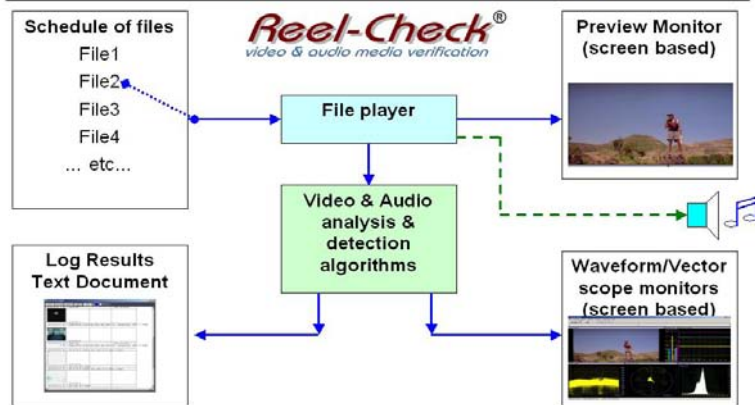 Schedule of files
File1
File2
File3
File4
... etc...
Reel-Check®
video & audio media verification
File player
Preview Monitor
(screen based)
Video & Audio
analysis &
detection
algorithms
Log Results
Text Document
Waveform/Vector
scope monitors
(screen based)